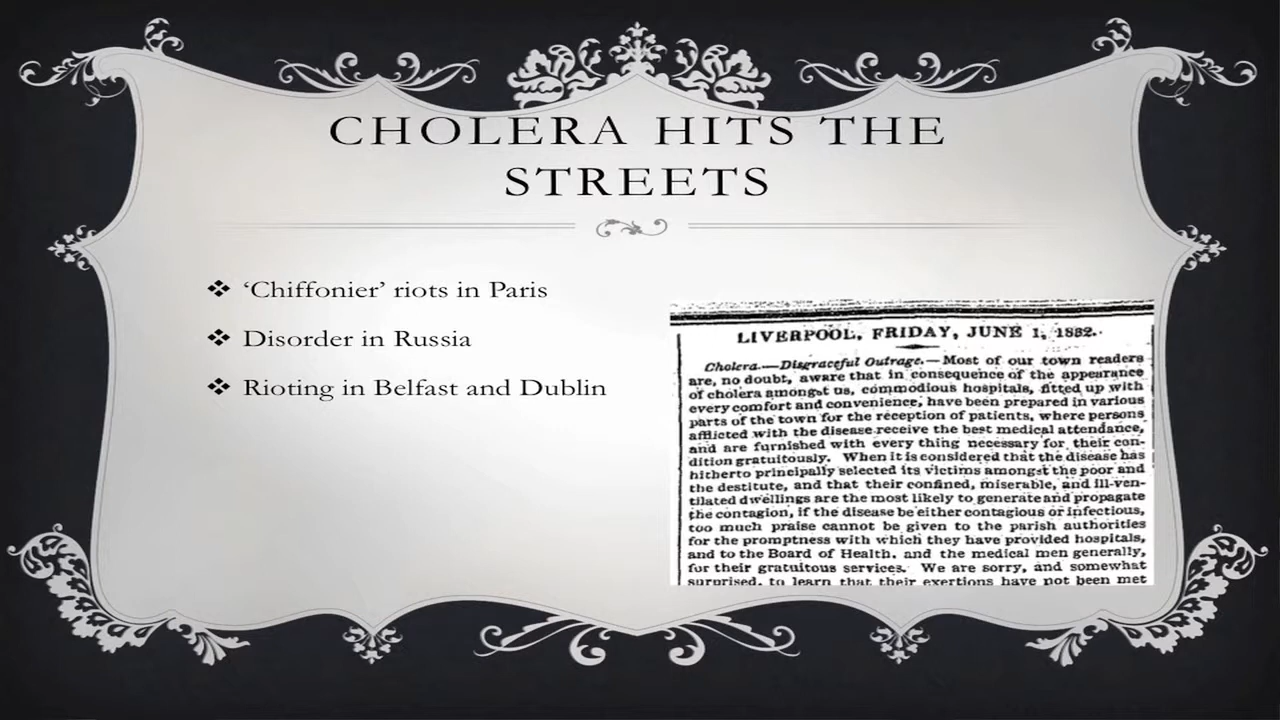 CHOLERA HITS THE
STREETS
‘Chiffonier’ riots in Paris
Disorder in Russia
Rioting in Belfast and Dublin
LIVERPOOL, FRIDAY, JUNE 1, 1832.
Cholera.—Disgraceful Outrage.—Most of our town readers
are, no doubt, aware that in consequence of the appearance
of cholera amongst us, commodious hospitals, fitted up with
every comfort and convenience, have been prepared in various
parts of the town for the reception of patients, where persons
afflicted with the disease receive the best medical attendance,
and are furnished with every thing necessary for their con-
dition gratuitously. When it is considered that the disease has
hitherto principally selected its victims amongst the poor and
the destitute, and that their confined, miserable, and ill-ven-
tilated dwellings are the most likely to generate and propagate
the contagion, if the disease be either contagious or infectious,
too much praise cannot be given to the parish authorities
for the promptness with which they have provided hospitals,
and to the Board of Health, and the medical men generally,
for their gratuitous services. We are sorry, and somewhat
surprised, to learn that their exertions have not been met